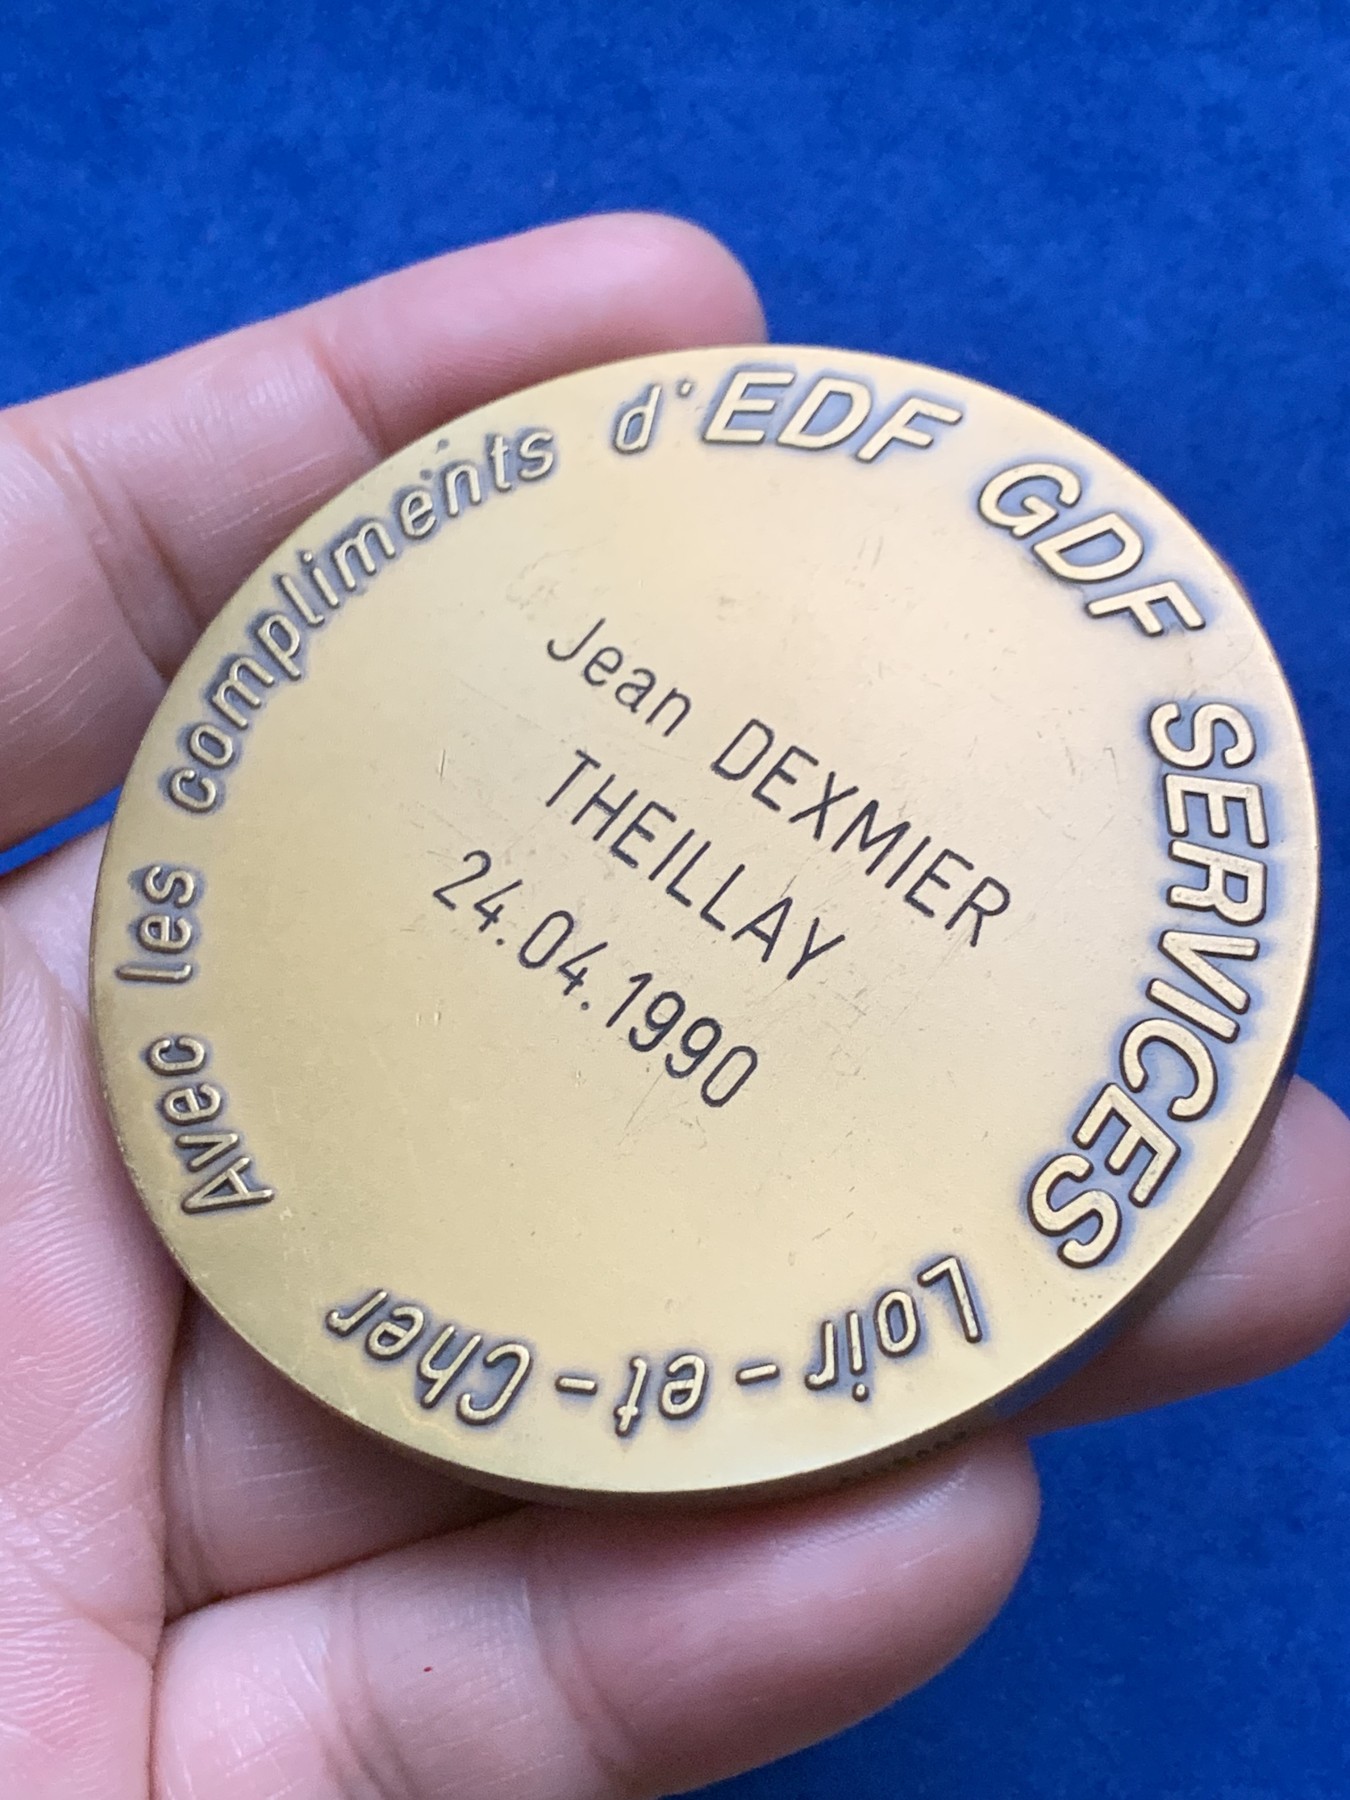 Avec les compliments d'EDF GDF SERVICES Loir-et-Cher
Jean DEXMIER
THEILLAY
24.04.1990